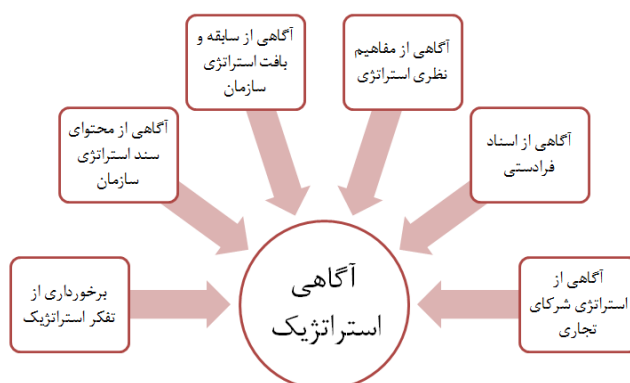 آگاهی از سابقه و
بافت استراتژی
سازمان
آگاهی از مفاهیم
نظری استراتژی
آگاهی از محتوای
سند استراتژی
سازمان
آگاهی از اسناد
فرادستی
برخورداری از
تفکر استراتژیک
آگاهی از
استراتژی شرکای
تجاری
آگاهی
استراتژیک